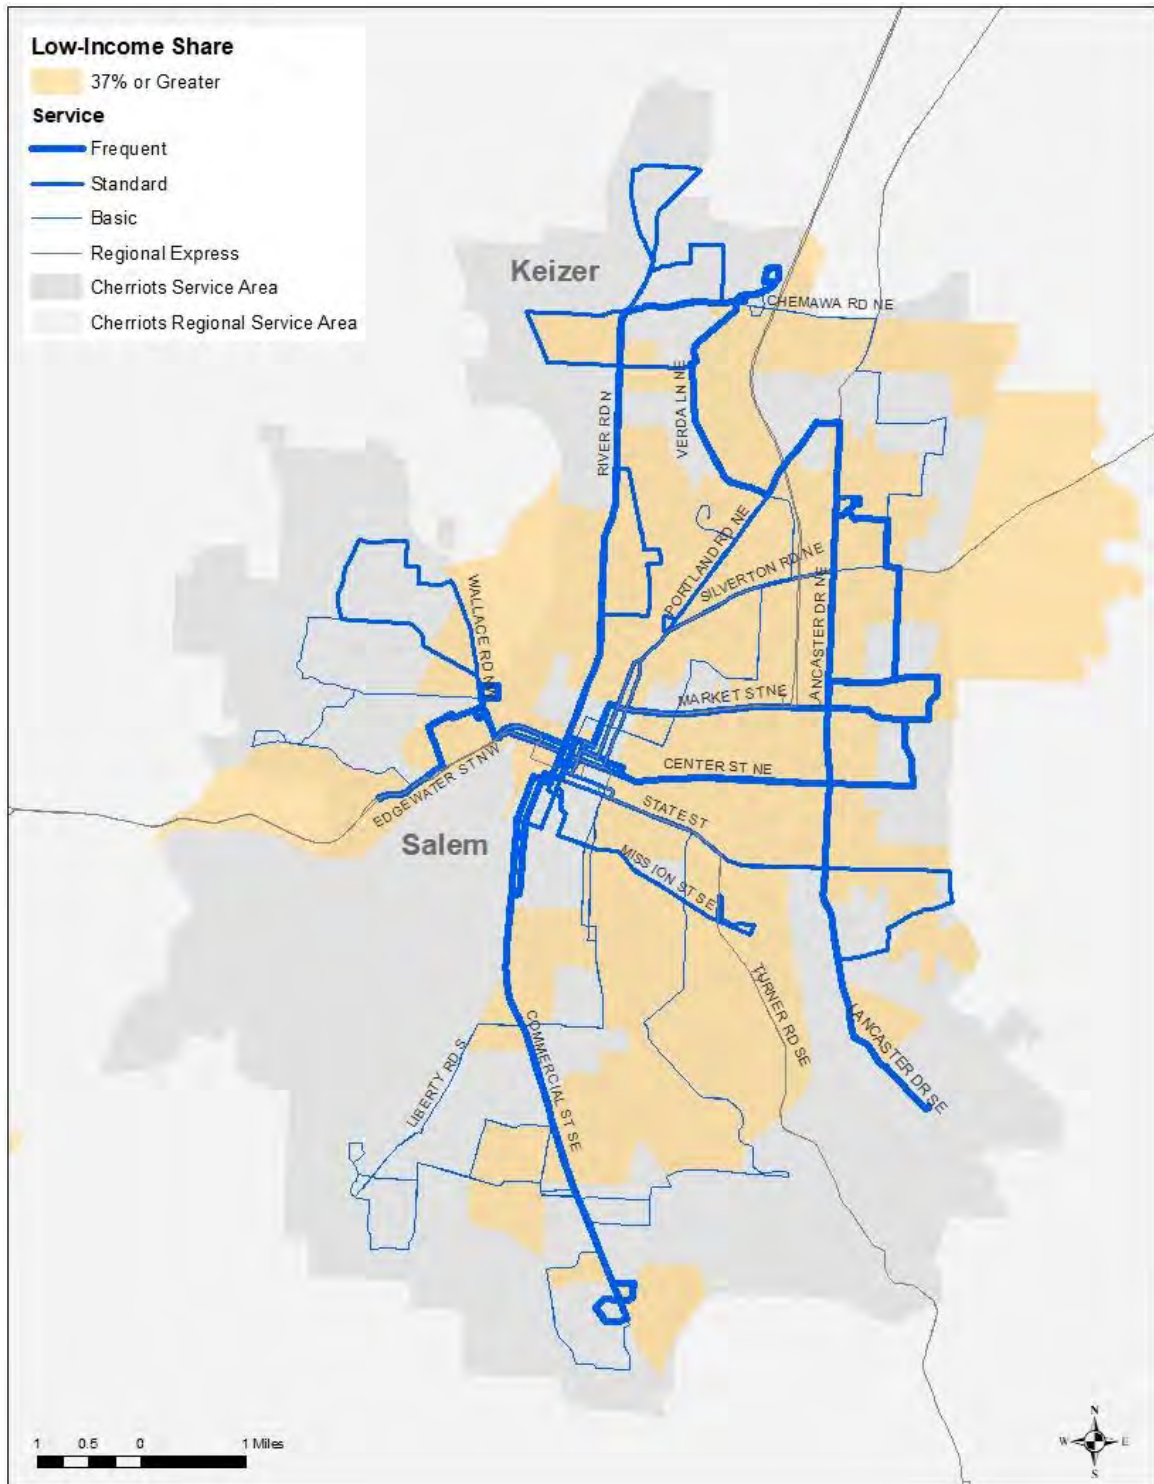 Low-Income Share
37% or Greater
Service
Frequent
Standard
Basic
Regional Express
Cherriots Service Area
Cherriots Regional Service Area
Keizer
CHEMAWA RD NE
RIVER RD N
VERDA LN NE
PORTLAND RD NE
SILVERTON RD NE
LANCASTER DR NE
WALLACE RD NW
MARKET ST NE
CENTER ST NE
EDGEWATER ST NW
STATE ST
Salem
MISSION ST SE
TURNER RD SE
LANCASTER DR SE
COMMERCIAL ST SE
LIBERTY RD S
1 0.5 0 1 Miles
N
W E
S